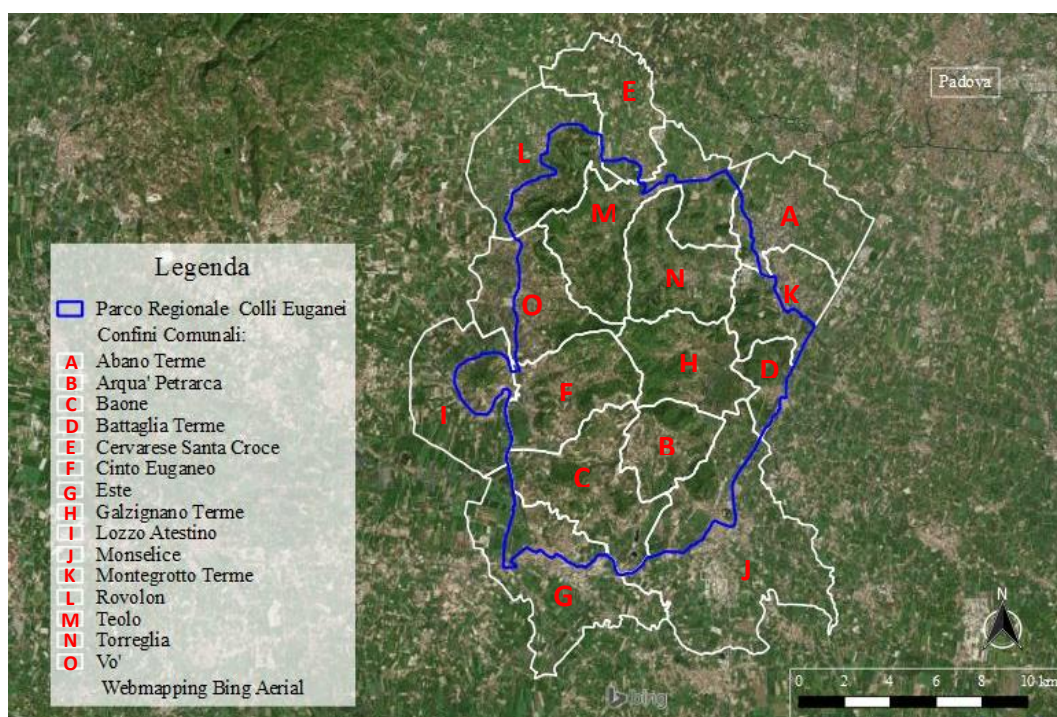 E
Padova
L
M
A
N
K
O
H
D
F
I
B
C
J
G
Legenda
Parco Regionale Colli Euganei
Confini Comunali:
A Abano Terme
B Arqua' Petrarca
C Baone
D Battaglia Terme
E Cervarese Santa Croce
F Cinto Euganeo
G Este
H Galzignano Terme
I Lozzo Atestino
J Monselice
K Montegrotto Terme
L Rovolon
M Teolo
N Torreglia
O Vo'
Webmapping Bing Aerial
N
bing
0 2 4 6 8 10 km